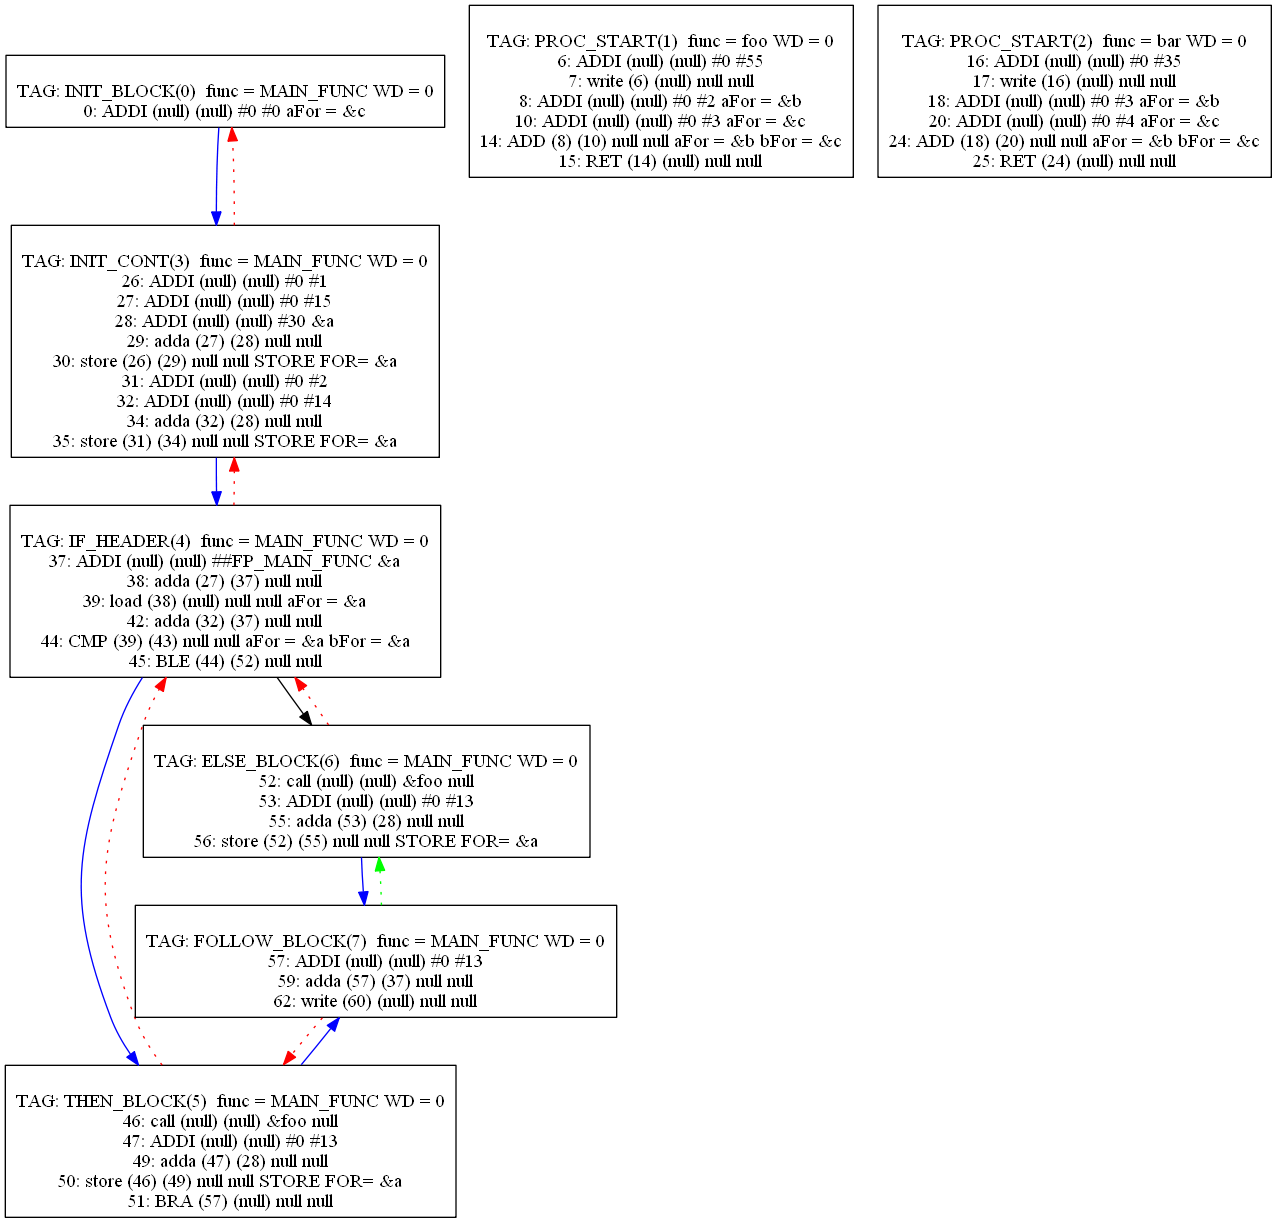 TAG: INIT_BLOCK(0) func = MAIN_FUNC WD = 0
0: ADDI (null) (null) #0 #0 aFor = &c
TAG: PROC_START(1) func = foo WD = 0
6: ADDI (null) (null) #0 #55
7: write (6) (null) null null
8: ADDI (null) (null) #0 #2 aFor = &b
10: ADDI (null) (null) #0 #3 aFor = &c
14: ADD (8) (10) null null aFor = &b bFor = &c
15: RET (14) (null) null null
TAG: PROC_START(2) func = bar WD = 0
16: ADDI (null) (null) #0 #35
17: write (16) (null) null null
18: ADDI (null) (null) #0 #3 aFor = &b
20: ADDI (null) (null) #0 #4 aFor = &c
24: ADD (18) (20) null null aFor = &b bFor = &c
25: RET (24) (null) null null
TAG: INIT_CONT(3) func = MAIN_FUNC WD = 0
26: ADDI (null) (null) #0 #1
27: ADDI (null) (null) #0 #15
28: ADDI (null) (null) #30 &a
29: adda (27) (28) null null
30: store (26) (29) null null STORE FOR= &a
31: ADDI (null) (null) #0 #2
32: ADDI (null) (null) #0 #14
34: adda (32) (28) null null
35: store (31) (34) null null STORE FOR= &a
TAG: IF_HEADER(4) func = MAIN_FUNC WD = 0
37: ADDI (null) (null) ##FP_MAIN_FUNC &a
38: adda (27) (37) null null
39: load (38) (null) null null aFor = &a
42: adda (32) (37) null null
44: CMP (39) (43) null null aFor = &a bFor = &a
45: BLE (44) (52) null null
TAG: ELSE_BLOCK(6) func = MAIN_FUNC WD = 0
52: call (null) (null) &foo null
53: ADDI (null) (null) #0 #13
55: adda (53) (28) null null
56: store (52) (55) null null STORE FOR= &a
TAG: FOLLOW_BLOCK(7) func = MAIN_FUNC WD = 0
57: ADDI (null) (null) #0 #13
59: adda (57) (37) null null
62: write (60) (null) null null
TAG: THEN_BLOCK(5) func = MAIN_FUNC WD = 0
46: call (null) (null) &foo null
47: ADDI (null) (null) #0 #13
49: adda (47) (28) null null
50: store (46) (49) null null STORE FOR= &a
51: BRA (57) (null) null null